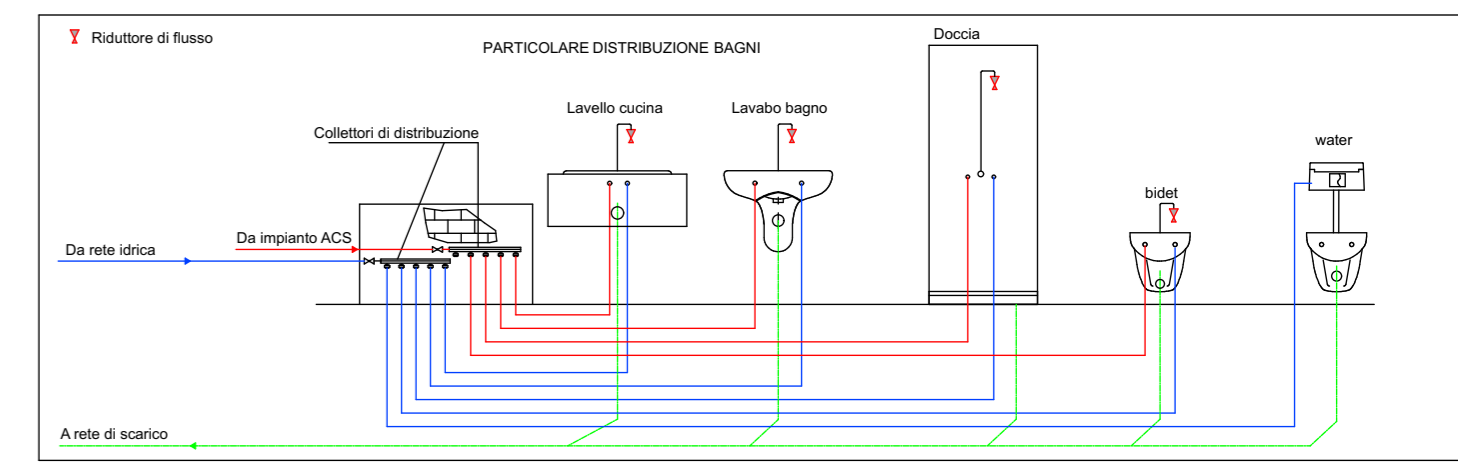 Riduttore di flusso
PARTICOLARE DISTRIBUZIONE BAGNI
Doccia
Lavello cucina
Lavabo bagno
Collettori di distribuzione
water
bidet
Da impianto ACS
Da rete idrica
A rete di scarico